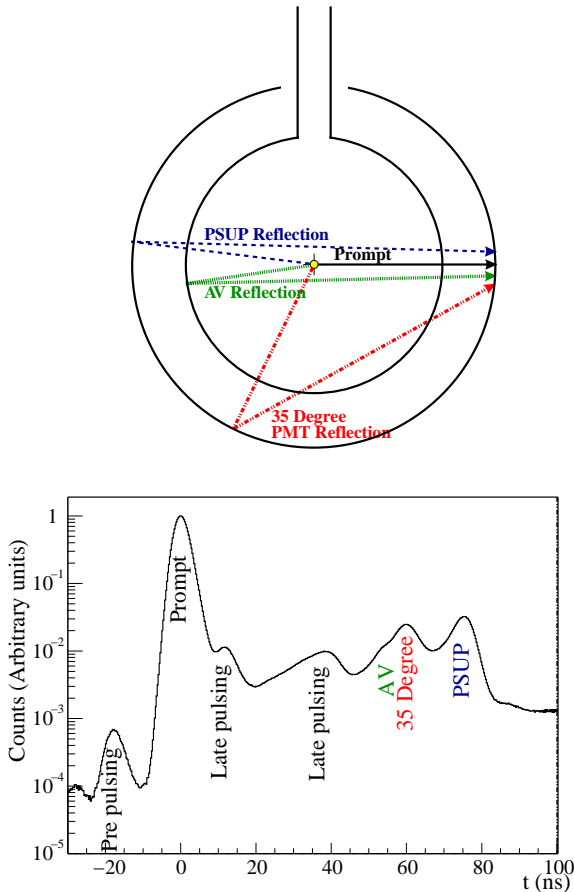 PSUP Reflection
Prompt
AV Reflection
35 Degree
PMT Reflection
Counts (Arbitrary units)
1
10⁻¹
10⁻²
10⁻³
10⁻⁴
10⁻⁵
Pre pulsing
Prompt
Late pulsing
Late pulsing
AV
35 Degree
PSUP
−20 0 20 40 60 80 100
t (ns)